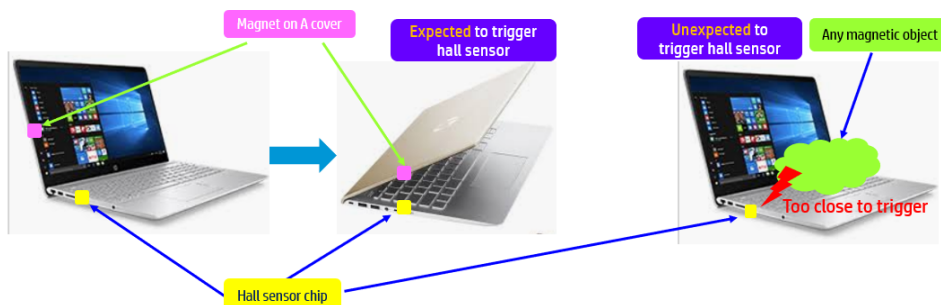 Magnet on A cover
Expected to trigger
hall sensor
Unexpected to
trigger hall sensor
Any magnetic object
Too close to trigger
Hall sensor chip